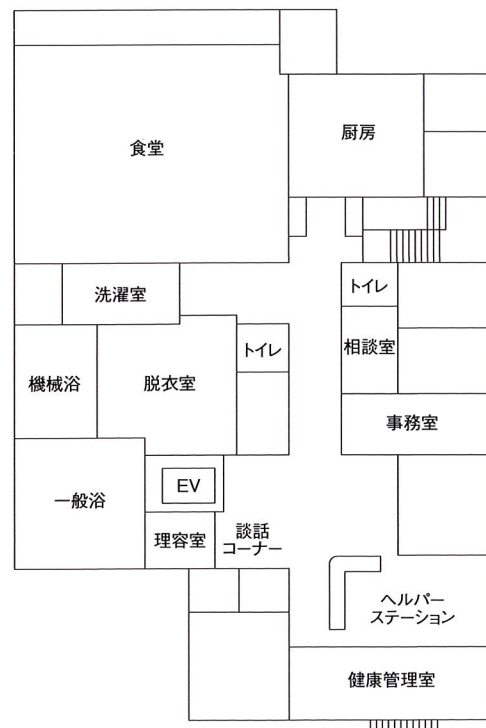 食堂
厨房
洗濯室
トイレ
機械浴
脱衣室
トイレ
相談室
事務室
一般浴
EV
理容室
談話
コーナー
ヘルパー
ステーション
健康管理室